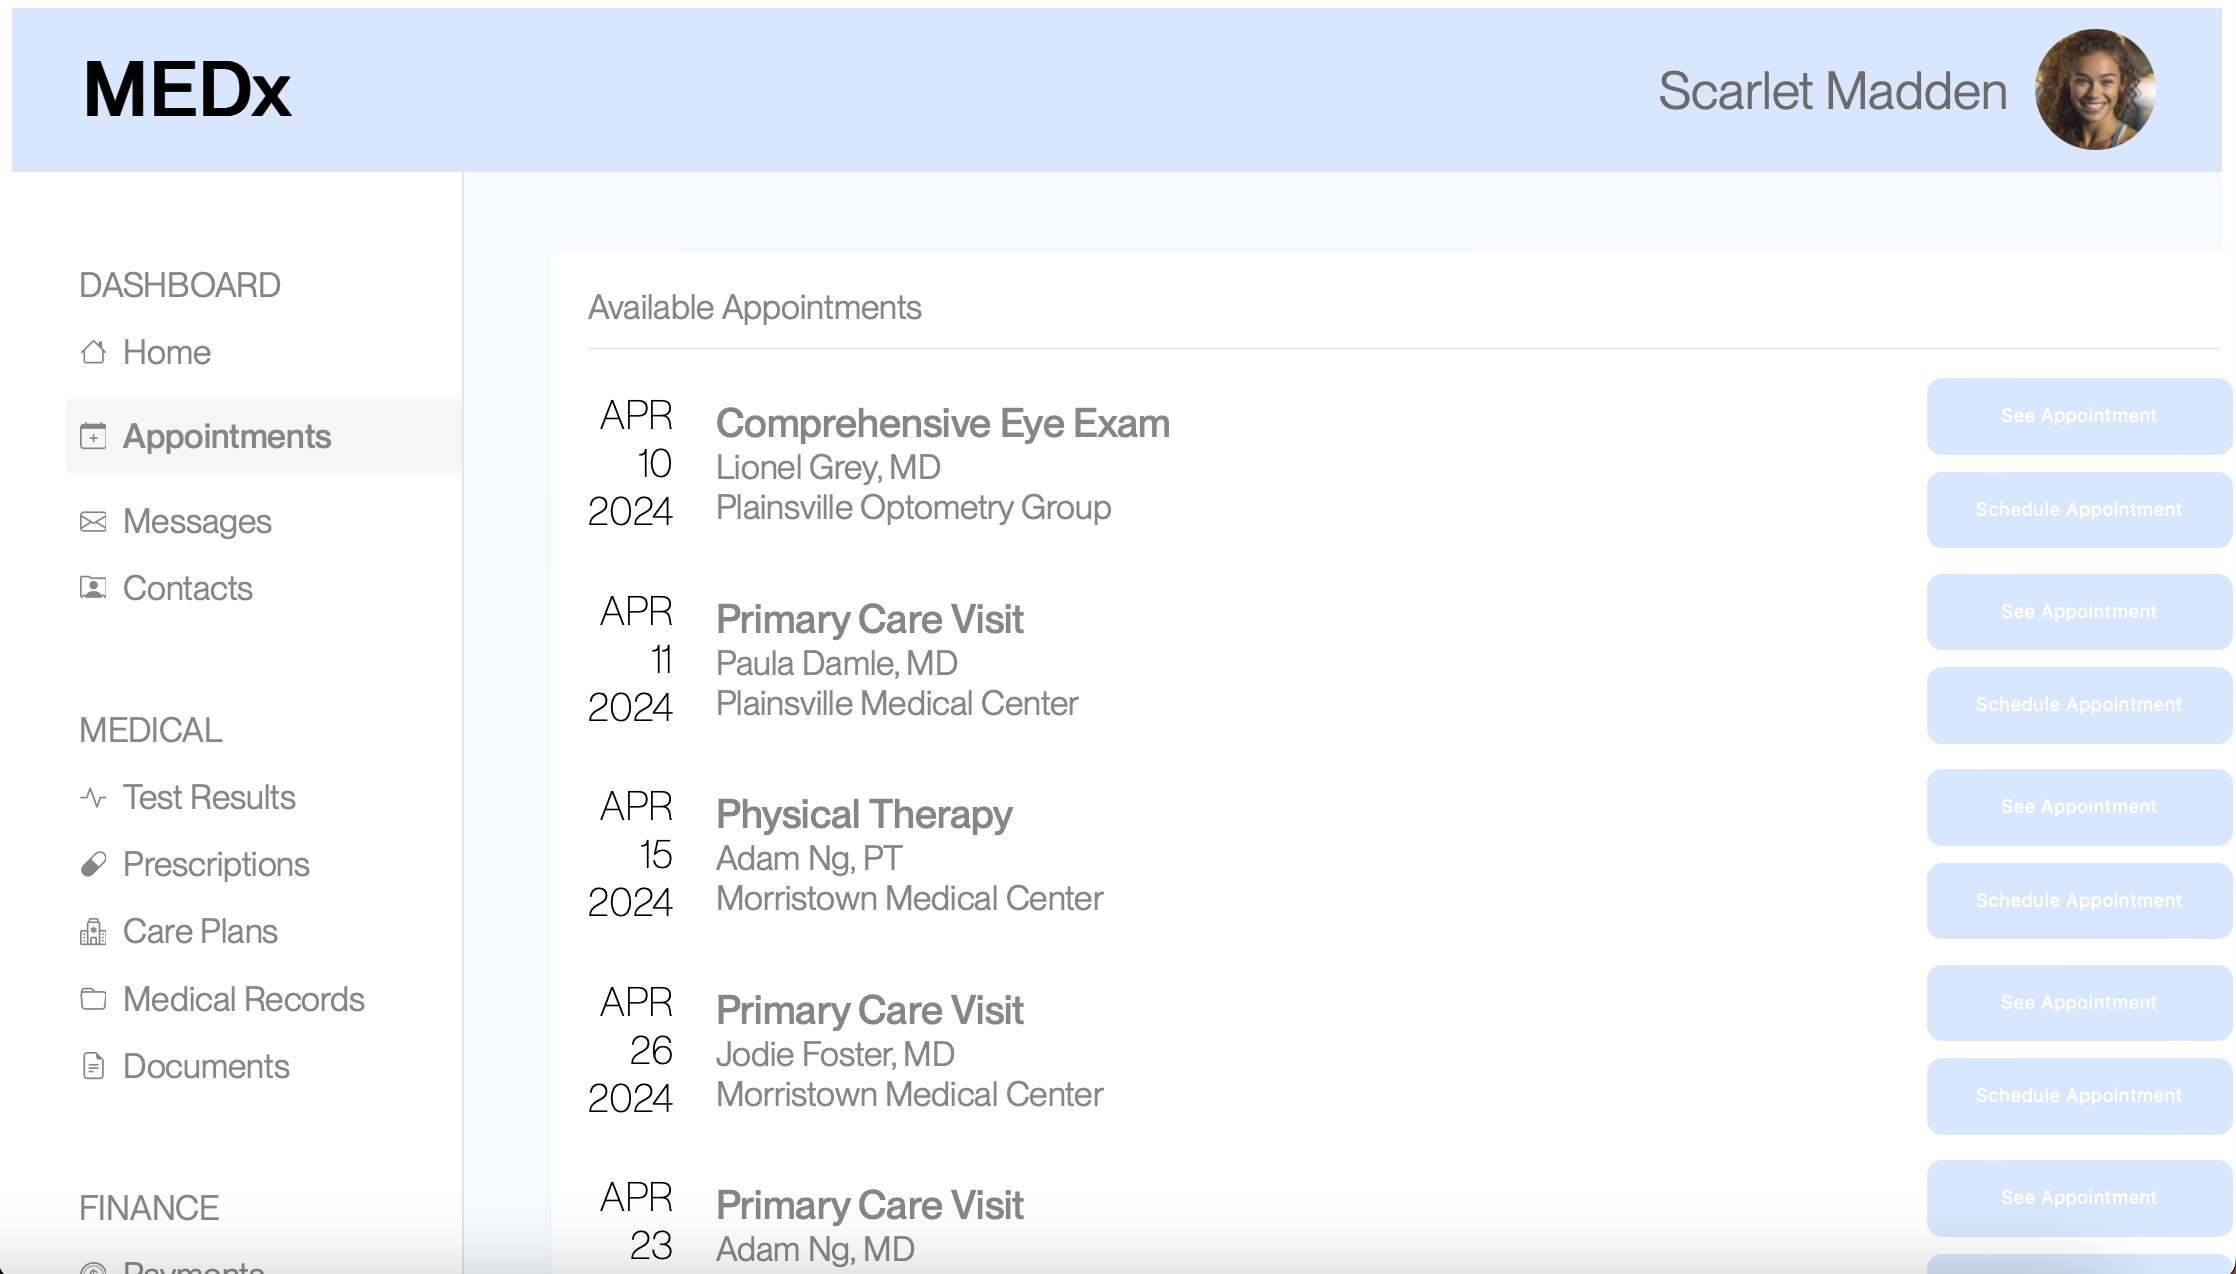 MEDx
Scarlet Madden
DASHBOARD
Home
Appointments
Messages
Contacts
MEDICAL
Test Results
Prescriptions
Care Plans
Medical Records
Documents
FINANCE
Payments
Available Appointments
APR
10
2024
Comprehensive Eye Exam
Lionel Grey, MD
Plainsville Optometry Group
See Appointment
Schedule Appointment
APR
11
2024
Primary Care Visit
Paula Damle, MD
Plainsville Medical Center
See Appointment
Schedule Appointment
APR
15
2024
Physical Therapy
Adam Ng, PT
Morristown Medical Center
See Appointment
Schedule Appointment
APR
26
2024
Primary Care Visit
Jodie Foster, MD
Morristown Medical Center
See Appointment
Schedule Appointment
APR
23
Primary Care Visit
Adam Ng, MD
See Appointment